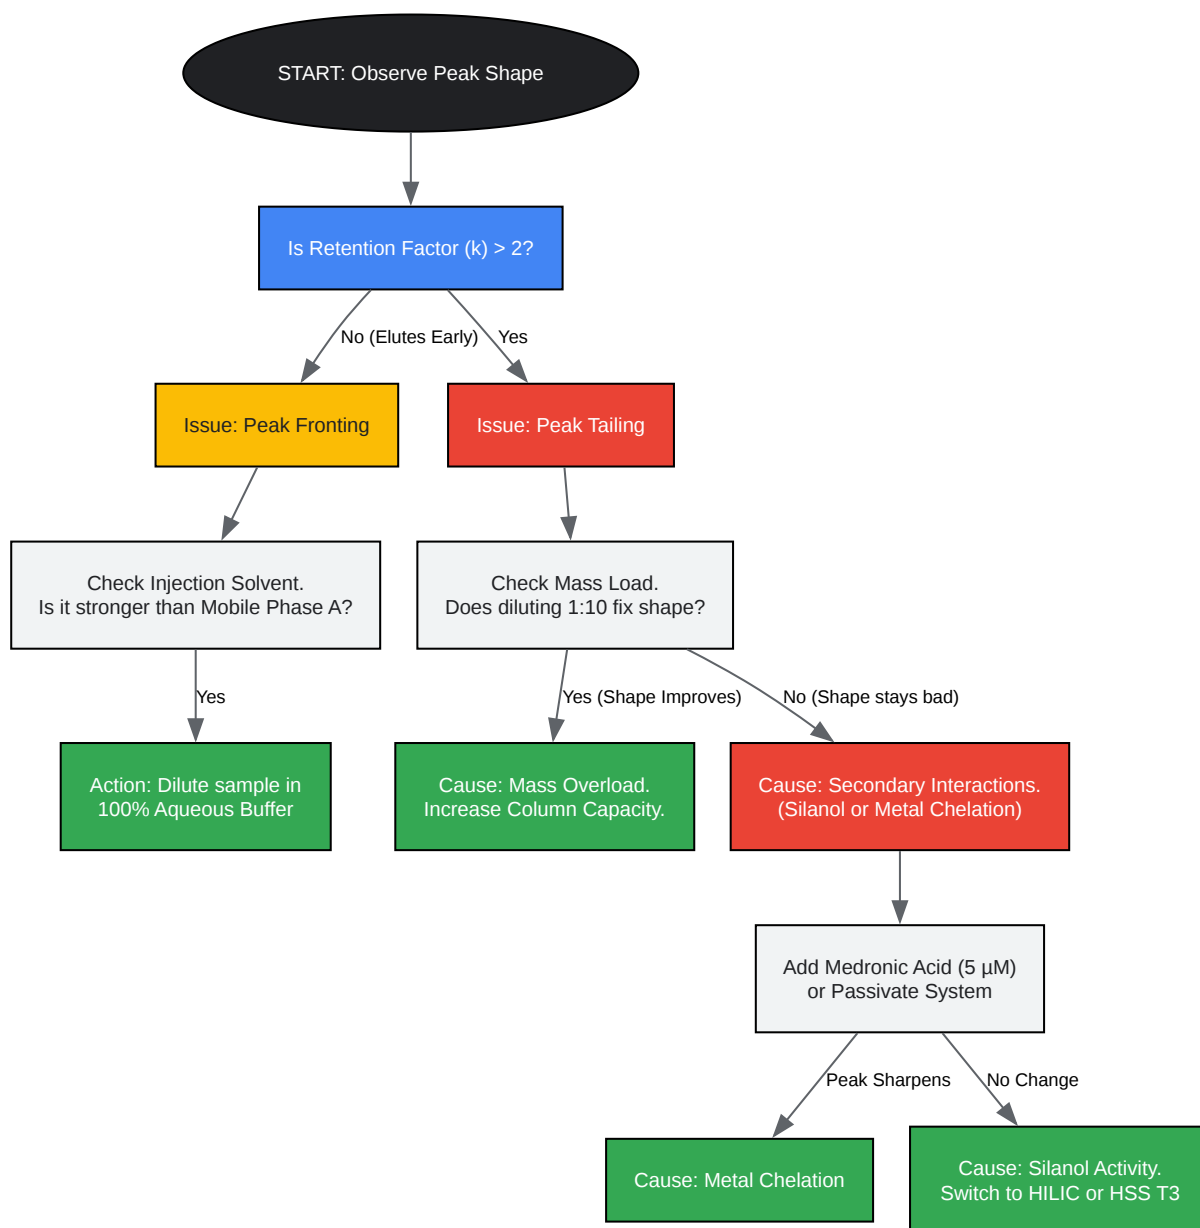 START: Observe Peak Shape
Is Retention Factor (k) > 2?
No (Elutes Early)
Yes
Issue: Peak Fronting
Issue: Peak Tailing
Check Injection Solvent.
Is it stronger than Mobile Phase A?
Check Mass Load.
Does diluting 1:10 fix shape?
Yes
Yes (Shape Improves)
No (Shape stays bad)
Action: Dilute sample in
100% Aqueous Buffer
Cause: Mass Overload.
Increase Column Capacity.
Cause: Secondary Interactions.
(Silanol or Metal Chelation)
Add Medronic Acid (5 µM)
or Passivate System
Peak Sharpens
No Change
Cause: Metal Chelation
Cause: Silanol Activity.
Switch to HILIC or HSS T3